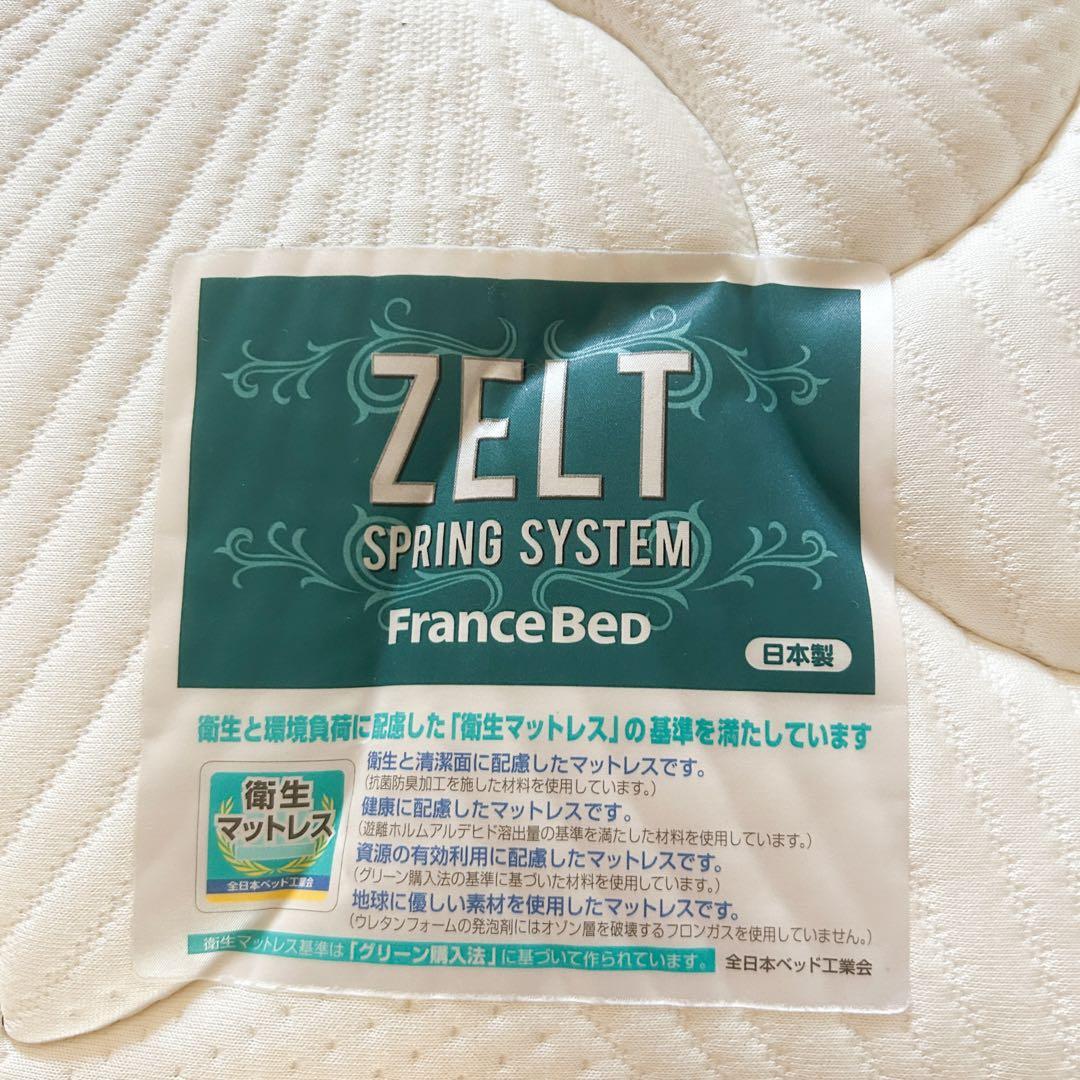 ZELT
SPRING SYSTEM
FranceBeD
日本製
衛生と環境負荷に配慮した「衛生マットレス」の基準を満たしています
衛生
マットレス
全日本ベッド工業会
衛生と清潔面に配慮したマットレスです。
（抗菌防臭加工を施した材料を使用しています。）
健康に配慮したマットレスです。
（遊離ホルムアルデヒド溶出量の基準を満たした材料を使用しています。）
資源の有効利用に配慮したマットレスです。
（グリーン購入法の基準に基づいた材料を使用しています。）
地球に優しい素材を使用したマットレスです。
（ウレタンフォームの発泡剤にはオゾン層を破壊するフロンガスを使用していません。）
衛生マットレス基準は「グリーン購入法」に基づいて作られています。 全日本ベッド工業会